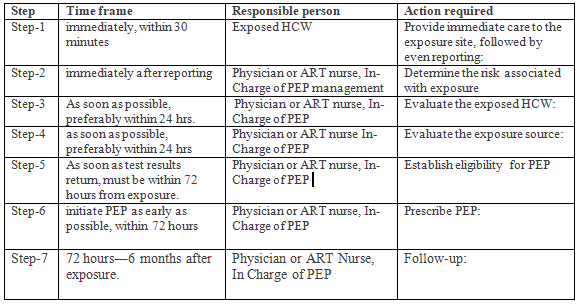 Step Time frame Responsible person Action required
Step-1 immediately, within 30 Exposed HCW Provide immediate care to the
minutes exposure site, followed by
even reporting:
Step-2 immediately after reporting Physician or ART nurse, In- Determine the risk associated
Charge of PEP management with exposure
Step-3 As soon as possible, Physician or ART nurse, In- Evaluate the exposed HCW:
preferably within 24 hrs. Charge of PEP
Step-4 as soon as possible, Physician or ART nurse In- Evaluate the exposure source:
preferably within 24 hrs Charge of PEP
Step-5 As soon as test results Physician or ART nurse, In- Establish eligibility for PEP
return, must be within 72 Charge of PEP
hours from exposure.
Step-6 initiate PEP as early as Physician or ART nurse, In- Prescribe PEP:
possible, within 72 hours Charge of PEP
Step-7 72 hours—6 months after Physician or ART Nurse, Follow-up:
exposure. In Charge of PEP